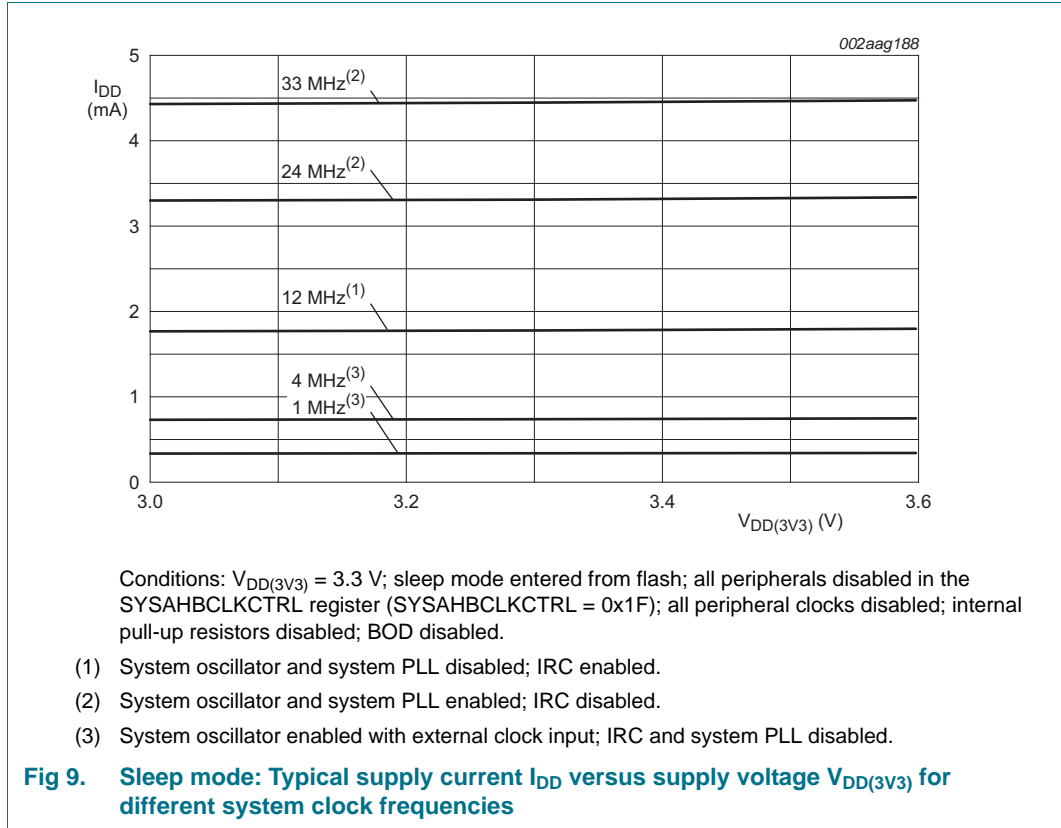 002aag188
5
I_DD
(mA)
33 MHz(2)
4
24 MHz(2)
3
2
12 MHz(1)
1
4 MHz(3)
1 MHz(3)
0
3.0
3.2
3.4
3.6
V_DD(3V3) (V)
Conditions: V_DD(3V3) = 3.3 V; sleep mode entered from flash; all peripherals disabled in the
SYSAHBCLKCTRL register (SYSAHBCLKCTRL = 0x1F); all peripheral clocks disabled; internal
pull-up resistors disabled; BOD disabled.
(1) System oscillator and system PLL disabled; IRC enabled.
(2) System oscillator and system PLL enabled; IRC disabled.
(3) System oscillator enabled with external clock input; IRC and system PLL disabled.
Fig 9. Sleep mode: Typical supply current I_DD versus supply voltage V_DD(3V3) for
different system clock frequencies